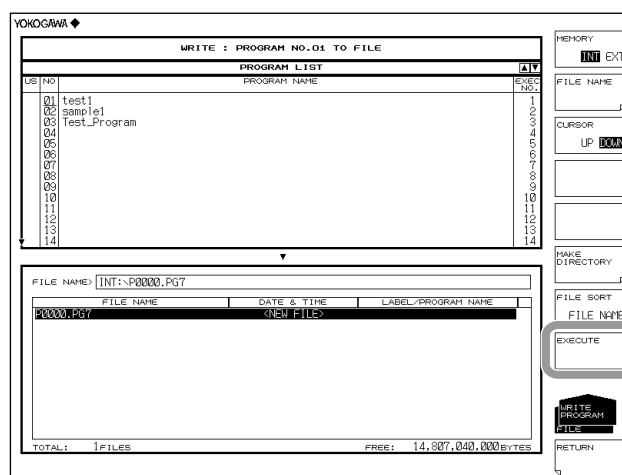 YOKOGAWA
WRITE : PROGRAM NO.01 TO FILE
PROGRAM LIST
US NO PROGRAM NAME EXEC NO.
01 test1 1
02 sample1 2
03 Test_Program 3
04 4
05 5
06 6
07 7
08 8
09 9
10 10
11 11
12 12
13 13
14 14
FILE NAME> INT:\P0000.PG7
FILE NAME DATE & TIME LABEL/PROGRAM NAME
P0000.PG7 <NEW FILE>
TOTAL: 1FILES FREE: 14,807,040,000BYTES
MEMORY
INT EXT
FILE NAME
CURSOR
UP DOWN
MAKE
DIRECTORY
FILE SORT
FILE NAME
EXECUTE
WRITE
PROGRAM
FILE
RETURN